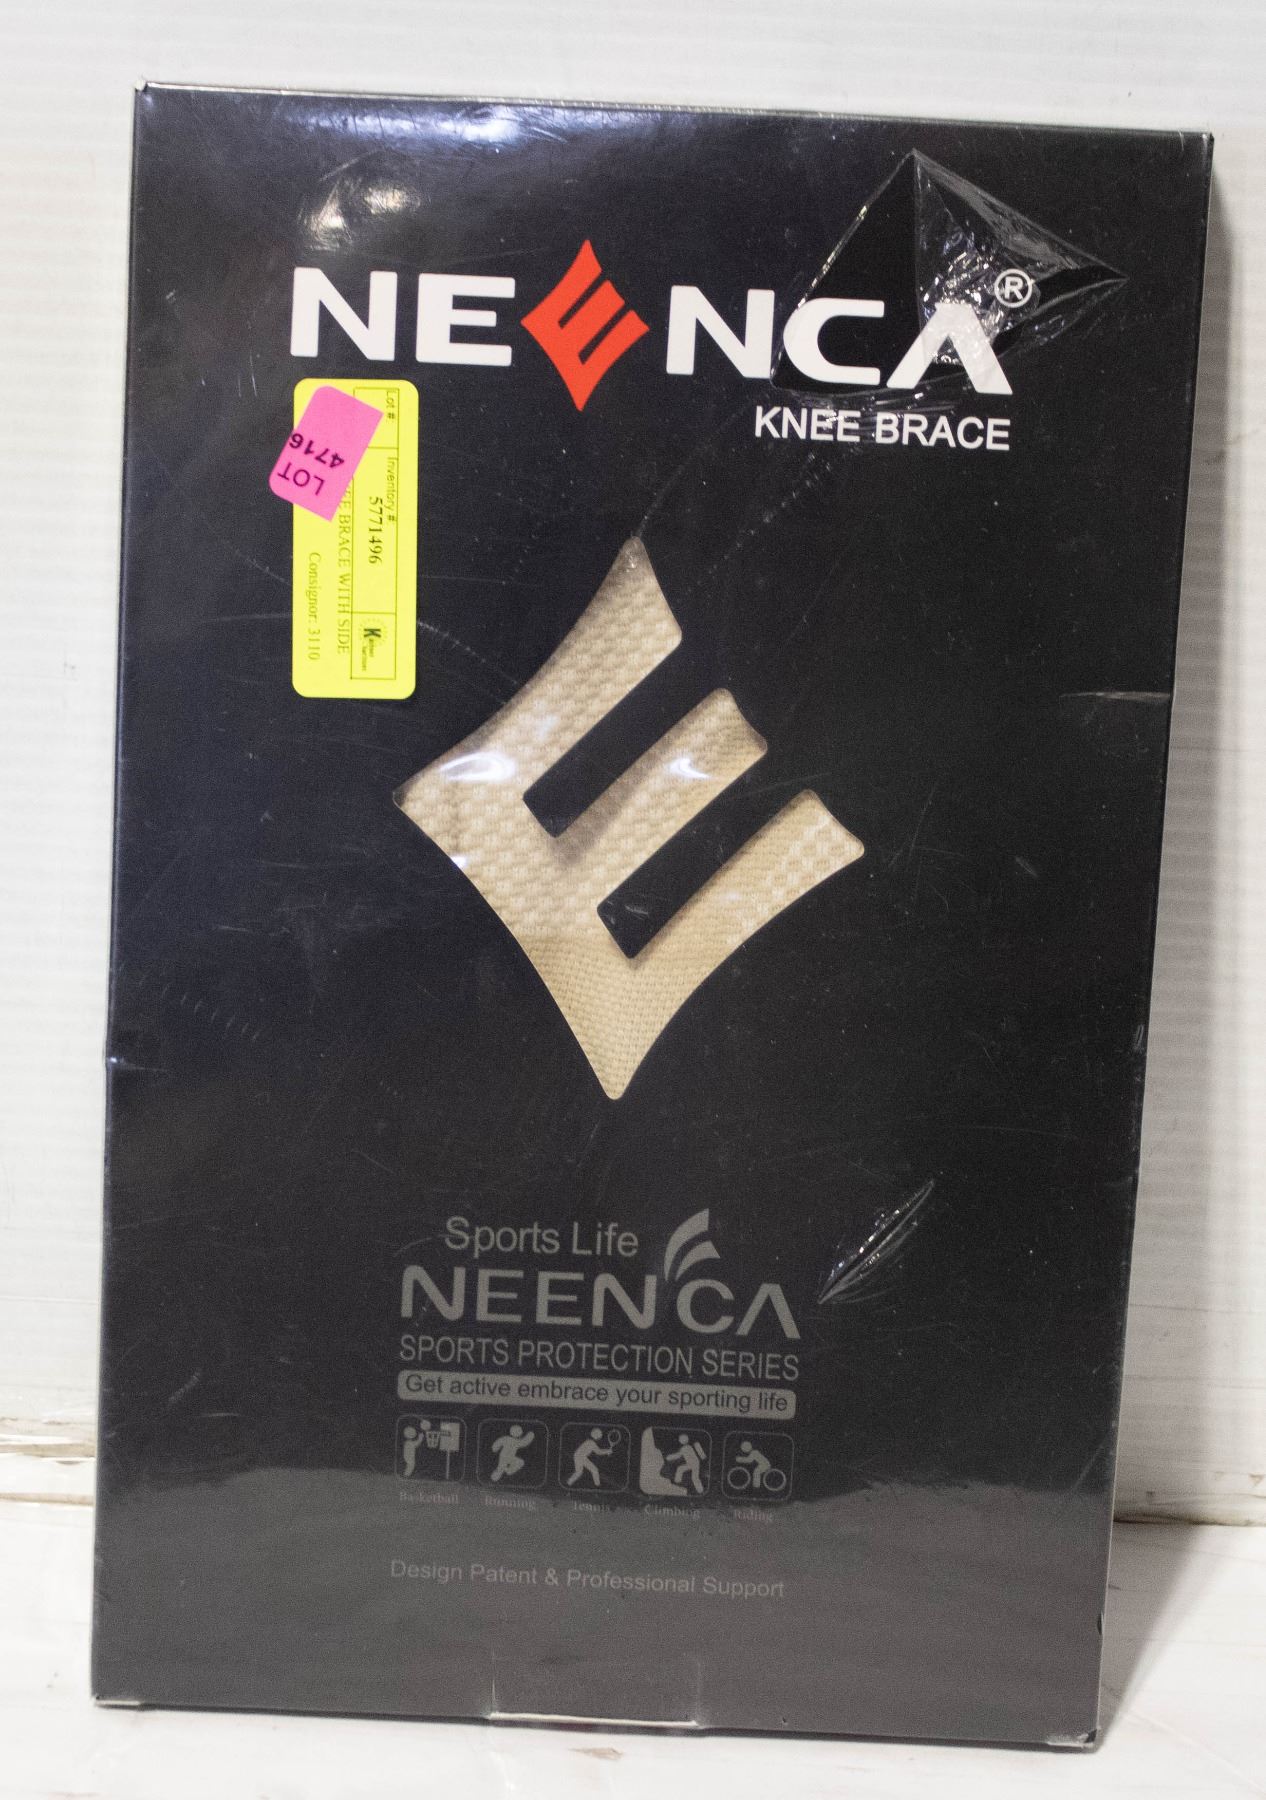 NEENCA®
KNEE BRACE
LOT
4716
Lot #
Inventory #
5771496
BRACE WITH SIDE
Consignor: 3110
Sports Life
NEENCA
SPORTS PROTECTION SERIES
Get active embrace your sporting life
Basketball Running Tennis Climbing Riding
Design Patent & Professional Support